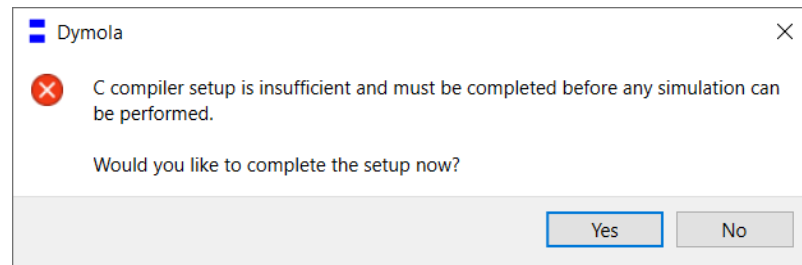 Dymola
C compiler setup is insufficient and must be completed before any simulation can
be performed.
Would you like to complete the setup now?
Yes No